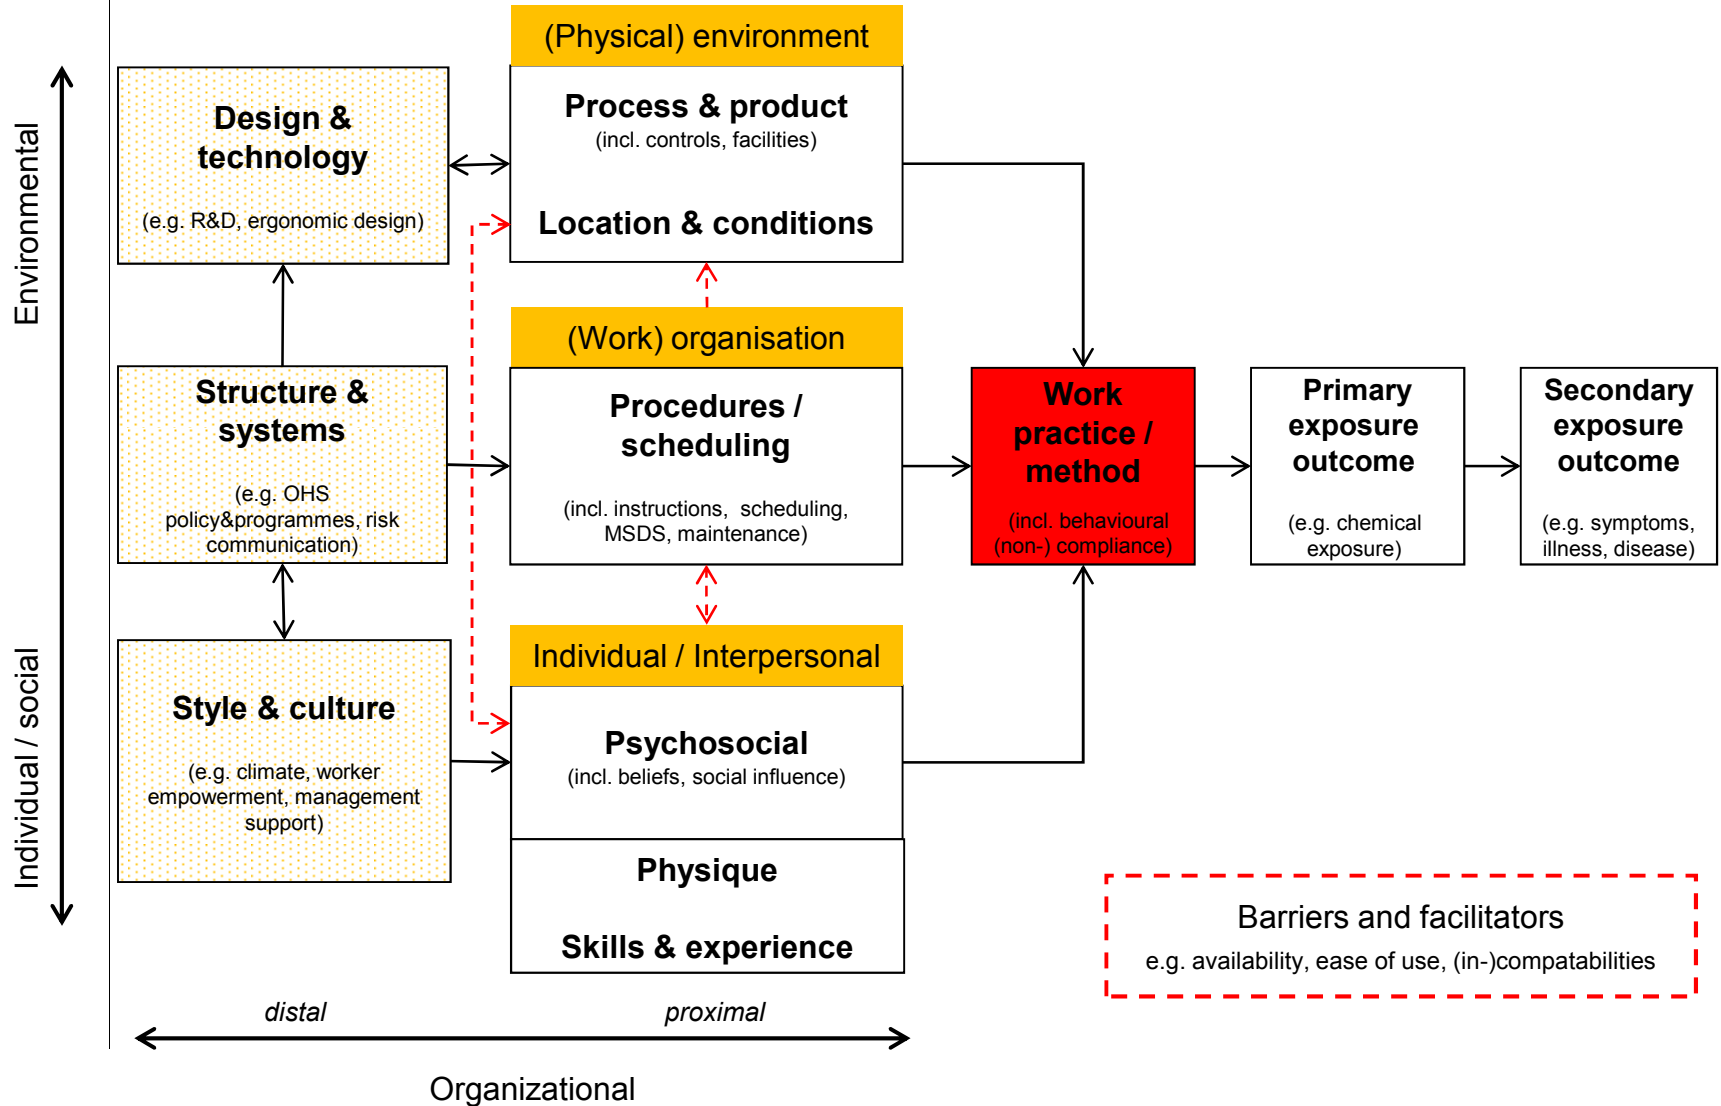 (Physical) environment
Design &
technology
(e.g. R&D, ergonomic design)
Process & product
(incl. controls, facilities)
Location & conditions
Environmental
(Work) organisation
Structure &
systems
(e.g. OHS
policy&programmes, risk
communication)
Procedures /
scheduling
(incl. instructions, scheduling,
MSDS, maintenance)
Work
practice /
method
(incl. behavioural
(non-) compliance)
Primary
exposure
outcome
(e.g. chemical
exposure)
Secondary
exposure
outcome
(e.g. symptoms,
illness, disease)
Individual / social
Individual / Interpersonal
Style & culture
(e.g. climate, worker
empowerment, management
support)
Psychosocial
(incl. beliefs, social influence)
Physique
Skills & experience
Barriers and facilitators
e.g. availability, ease of use, (in-)compatabilities
distal
proximal
Organizational